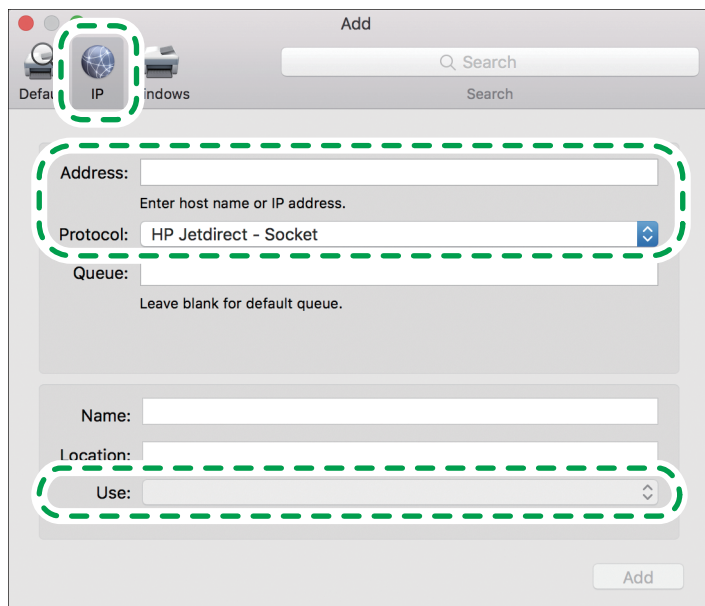 Add
Search
Defau IP indows Search
Address:
Enter host name or IP address.
Protocol: HP Jetdirect - Socket
Queue:
Leave blank for default queue.
Name:
Location:
Use:
Add